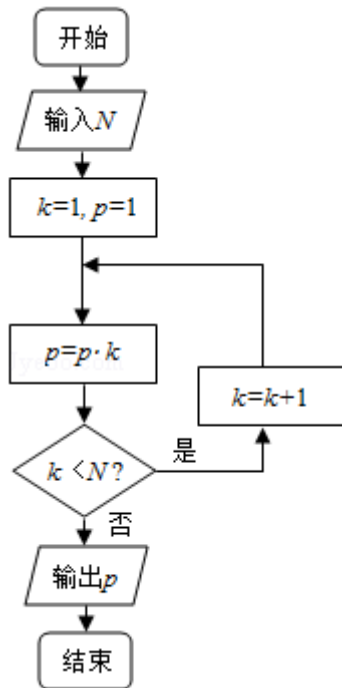 开始
输入N
k=1, p=1
p=p·k
k=k+1
k<N?
是
否
输出p
结束